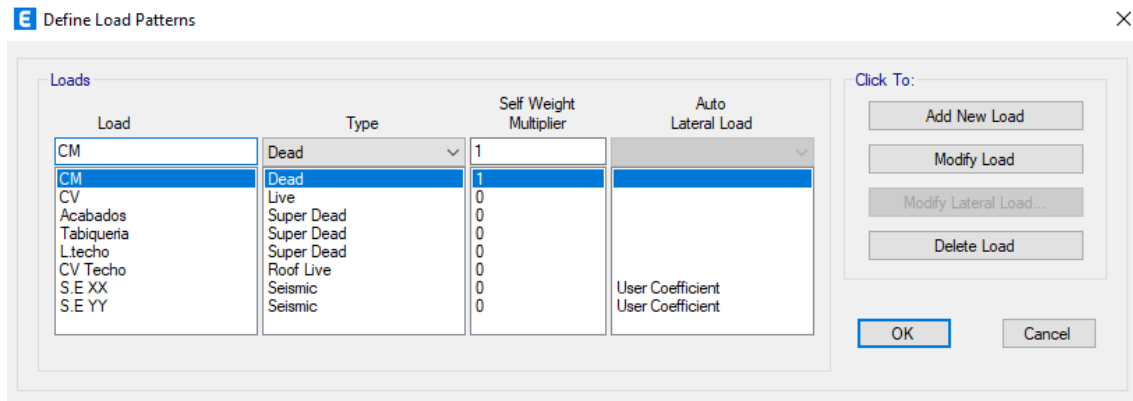 E Define Load Patterns
Loads
Click To:
Load Type Self Weight Multiplier Auto Lateral Load
CM Dead 1
CM Dead 1
CV Live 0
Acabados Super Dead 0
Tabiqueria Super Dead 0
L.techo Super Dead 0
CV Techo Roof Live 0
S.E XX Seismic 0 User Coefficient
S.E YY Seismic 0 User Coefficient
Add New Load
Modify Load
Modify Lateral Load...
Delete Load
OK Cancel